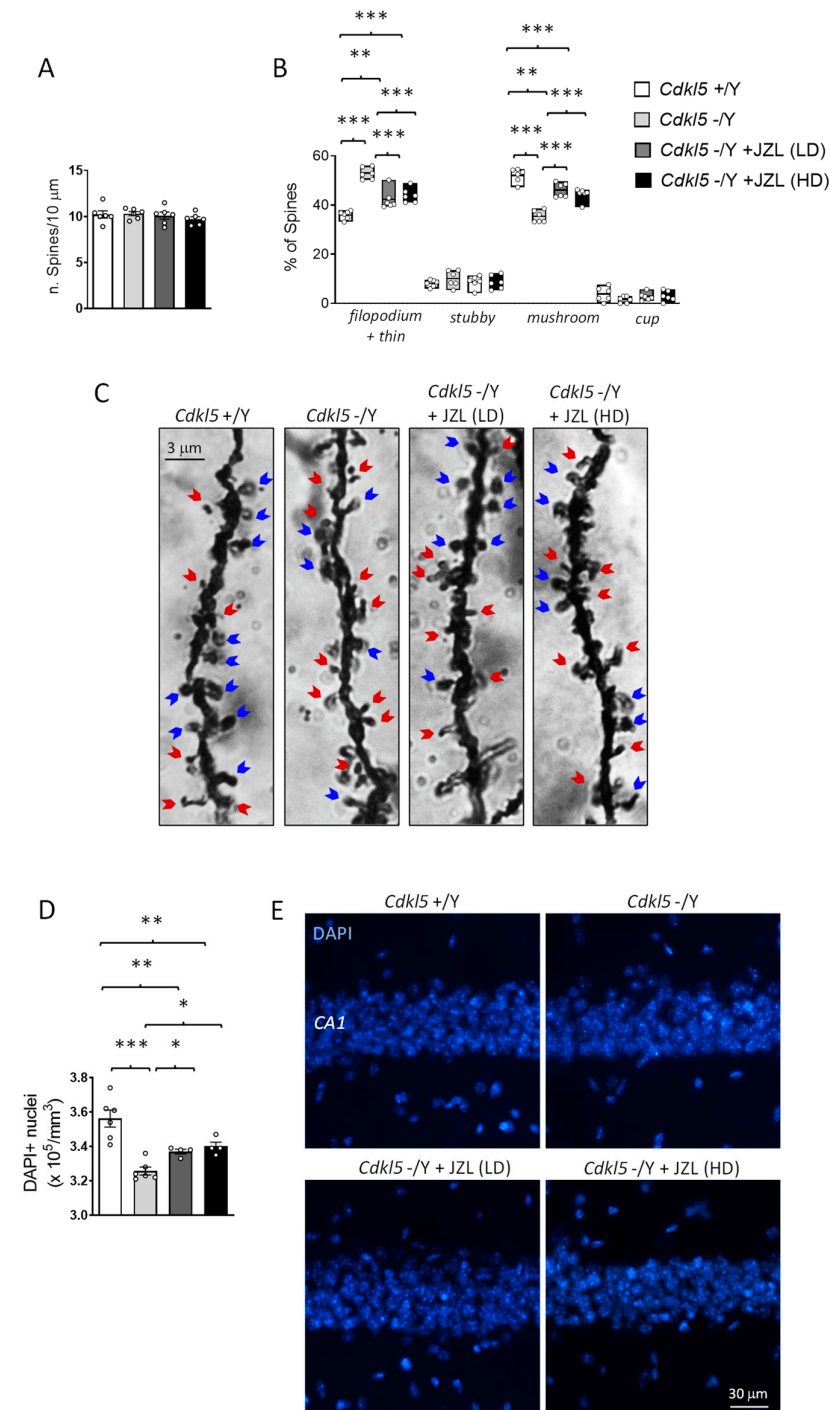 A
n. Spines/10 μm
15
10
5
0
B
***
**
***
***
***
***
**
***
***
***
% of Spines
60
40
20
0
filopodium
+ thin
stubby
mushroom
cup
Cdkl5 +/Y
Cdkl5 -/Y
Cdkl5 -/Y +JZL (LD)
Cdkl5 -/Y +JZL (HD)
C
Cdkl5 +/Y
Cdkl5 -/Y
Cdkl5 -/Y
+ JZL (LD)
Cdkl5 -/Y
+ JZL (HD)
3 μm
D
**
**
*
***
*
DAPI+ nuclei
(x 10⁵/mm³)
3.8
3.6
3.4
3.2
3.0
E
Cdkl5 +/Y
Cdkl5 -/Y
DAPI
CA1
Cdkl5 -/Y + JZL (LD)
Cdkl5 -/Y + JZL (HD)
30 μm